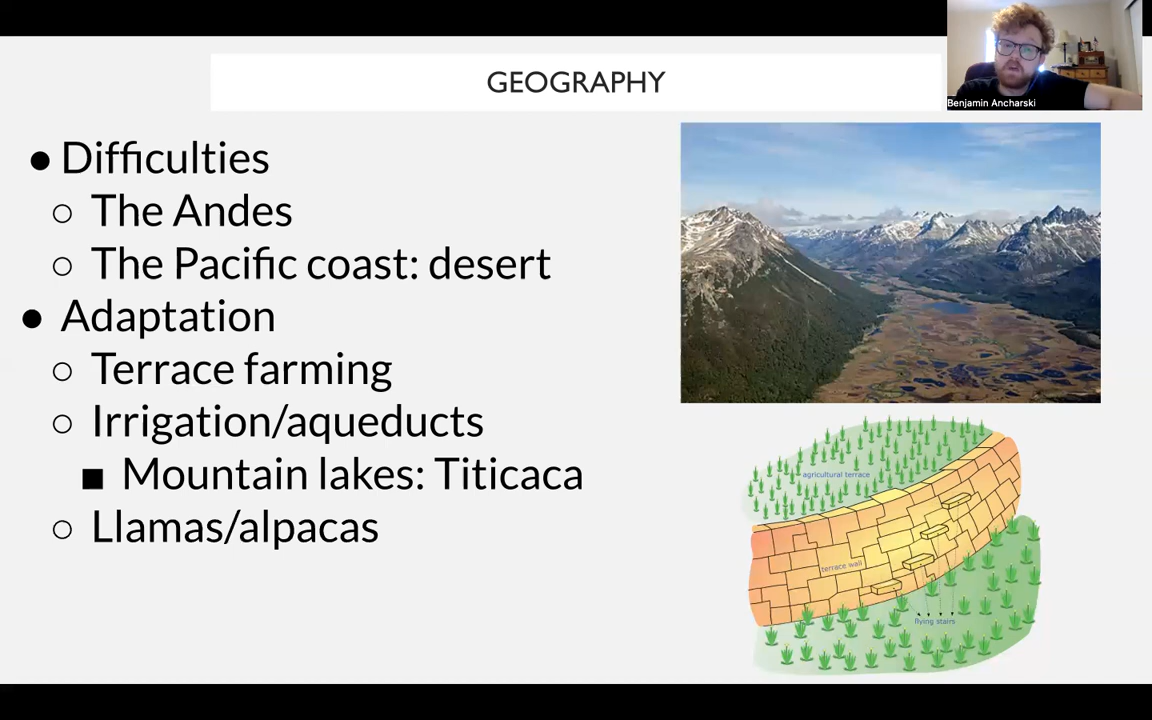 GEOGRAPHY
Benjamin Ancharski
● Difficulties
○ The Andes
○ The Pacific coast: desert
● Adaptation
○ Terrace farming
○ Irrigation/aqueducts
■ Mountain lakes: Titicaca
○ Llamas/alpacas
agricultural terrace
terrace wall
flying stairs